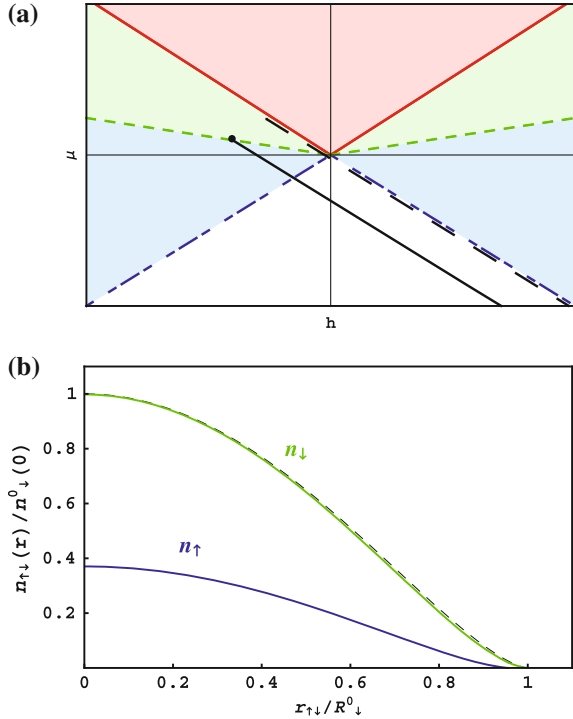 (a)
μ
h
(b)
n↑↓(r)/n⁰↓(0)
1
0.8
0.6
0.4
0.2
n↓
n↑
0 0.2 0.4 0.6 0.8 1
r↑↓/R⁰↓